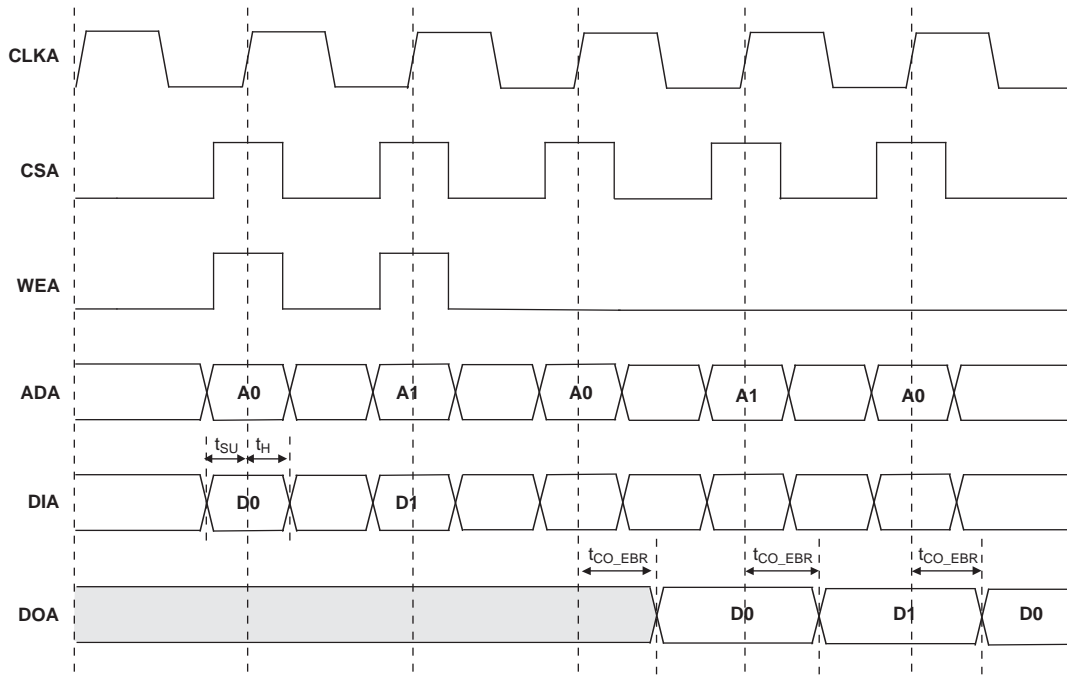 CLKA
CSA
WEA
ADA A0 A1 A0 A1 A0
tSU tH
DIA D0 D1
tCO_EBR tCO_EBR tCO_EBR
DOA D0 D1 D0